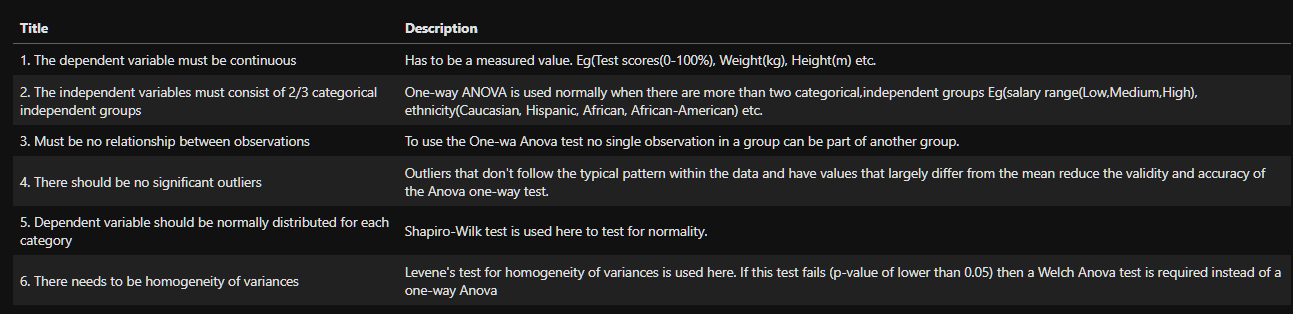 Title Description
1. The dependent variable must be continuous Has to be a measured value. Eg(Test scores(0-100%), Weight(kg), Height(m) etc.
2. The independent variables must consist of 2/3 categorical
independent groups
One-way ANOVA is used normally when there are more than two categorical,independent groups Eg(salary range(Low,Medium,High),
ethnicity(Caucasian, Hispanic, African, African-American) etc.
3. Must be no relationship between observations To use the One-wa Anova test no single observation in a group can be part of another group.
4. There should be no significant outliers
Outliers that don't follow the typical pattern within the data and have values that largely differ from the mean reduce the validity and accuracy of
the Anova one-way test.
5. Dependent variable should be normally distributed for each
category
Shapiro-Wilk test is used here to test for normality.
6. There needs to be homogeneity of variances
Levene's test for homogeneity of variances is used here. If this test fails (p-value of lower than 0.05) then a Welch Anova test is required instead of a
one-way Anova